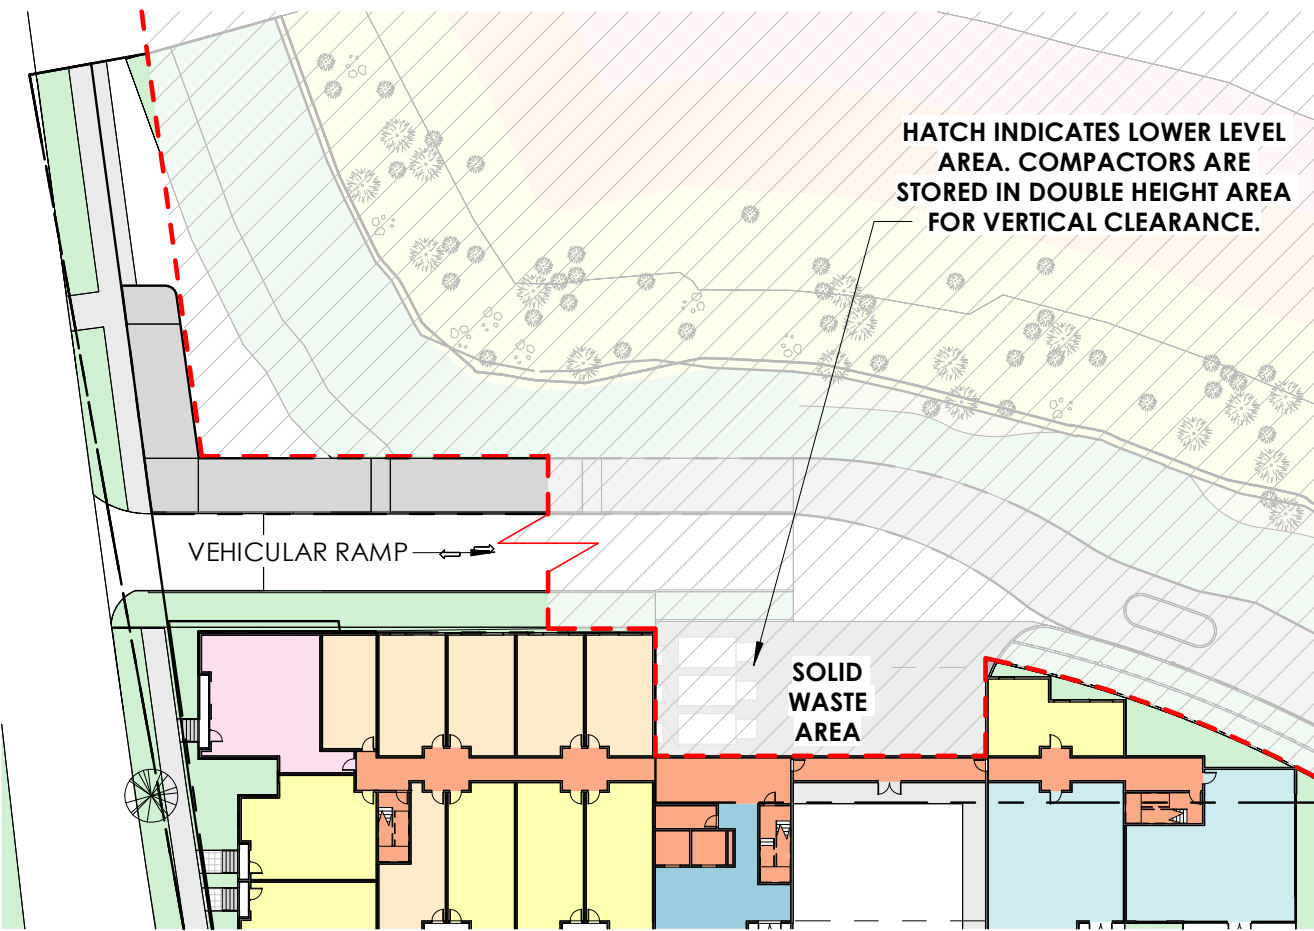 HATCH INDICATES LOWER LEVEL
AREA. COMPACTORS ARE
STORED IN DOUBLE HEIGHT AREA
FOR VERTICAL CLEARANCE.
VEHICULAR RAMP
SOLID
WASTE
AREA